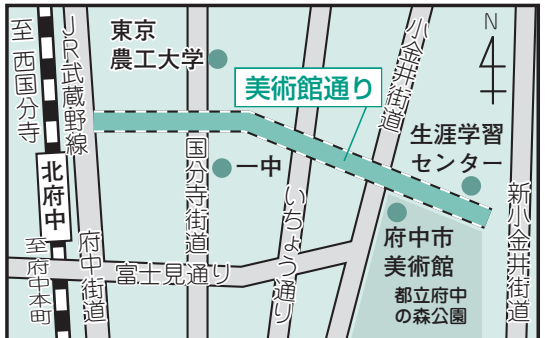 至西国分寺
JR武蔵野線
東京
農工大学
小金井街道
N
美術館通り
生涯学習
センター
北府中
国分寺街道
一中
いちょう通り
新小金井街道
至府中本町
府中街道
富士見通り
府中市
美術館
都立府中
の森公園